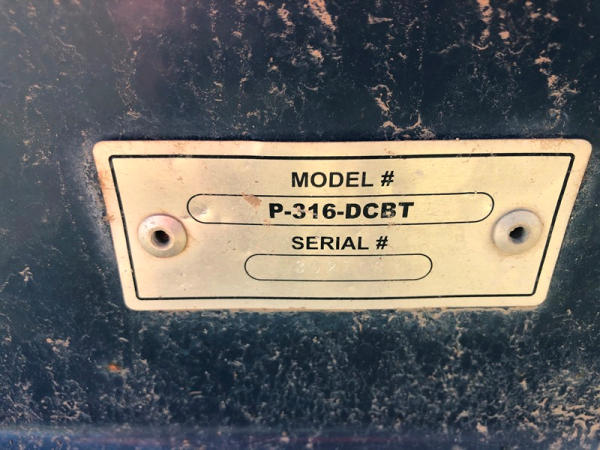 MODEL #
P-316-DCBT
SERIAL #